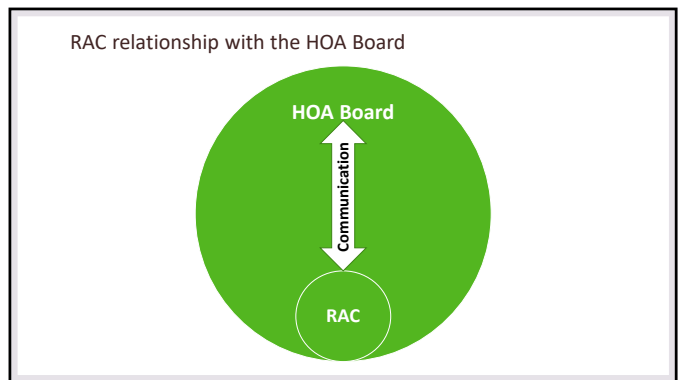 RAC relationship with the HOA Board
HOA Board
Communication
RAC